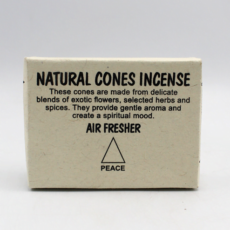 NATURAL CONES INCENSE
These cones are made from delicate
blends of exotic flowers, selected herbs and
spices. They provide gentle aroma and
create a spiritual mood.
AIR FRESHER
PEACE